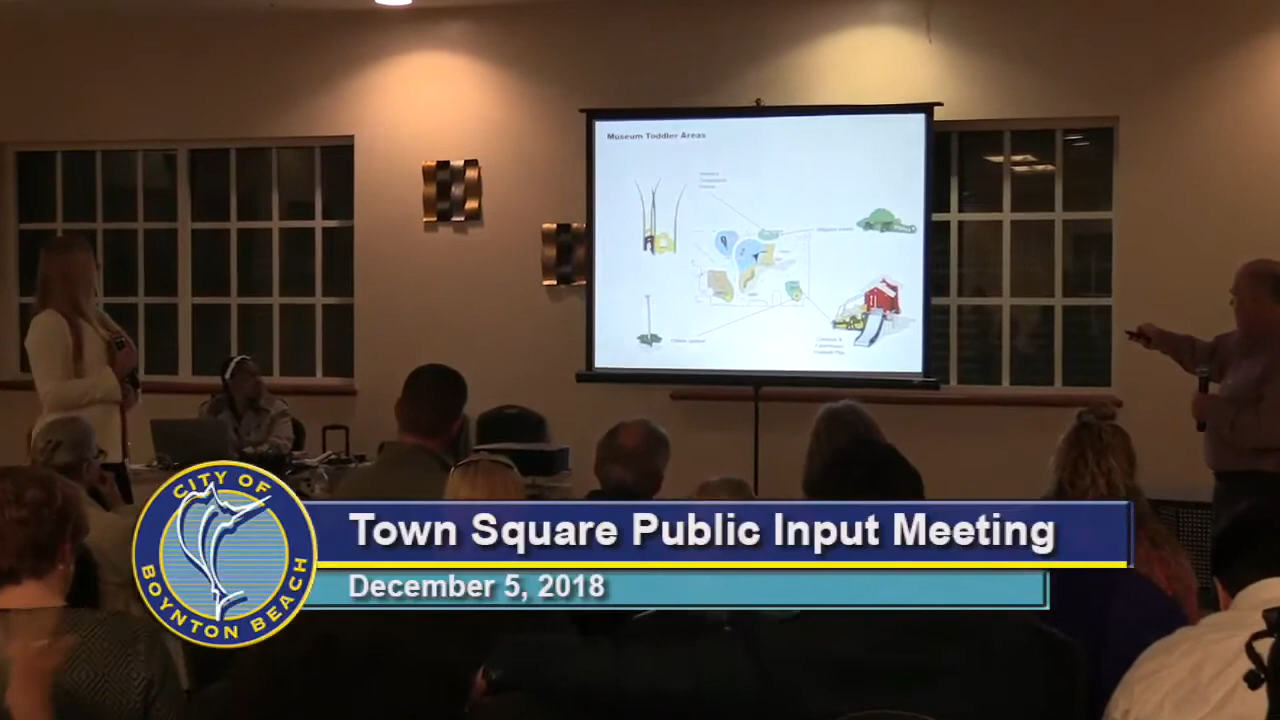 Museum Toddler Areas
CITY OF
BOYNTON BEACH
Town Square Public Input Meeting
December 5, 2018